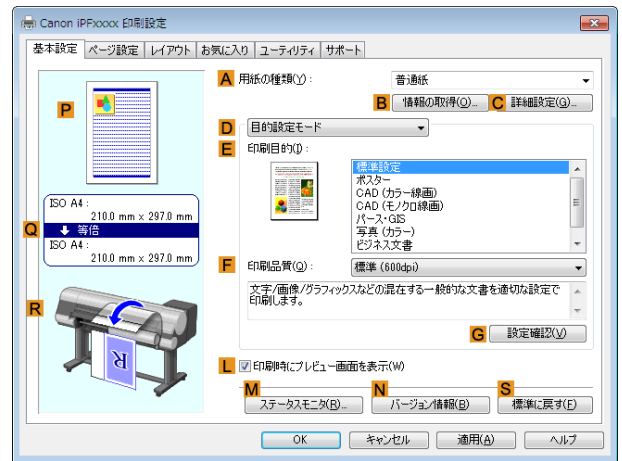 Canon iPFxxxx 印刷設定
基本設定 ページ設定 レイアウト お気に入り ユーティリティ サポート
A 用紙の種類(Y): 普通紙
B 情報の取得(O)... C 詳細設定(G)...
P
D 目的設定モード
E 印刷目的(I):
標準設定
ポスター
CAD (カラー線画)
CAD (モノクロ線画)
パース・GIS
写真 (カラー)
ビジネス文書
ISO A4 :
210.0 mm x 297.0 mm
Q 等倍
ISO A4 :
210.0 mm x 297.0 mm
F 印刷品質(Q): 標準 (600dpi)
文字/画像/グラフィックスなどの混在する一般的な文書を適切な設定で
印刷します。
R
R
G 設定確認(V)
L 印刷時にプレビュー画面を表示(W)
M N S
ステータスモニタ(R)... バージョン情報(B) 標準に戻す(F)
OK キャンセル 適用(A) ヘルプ